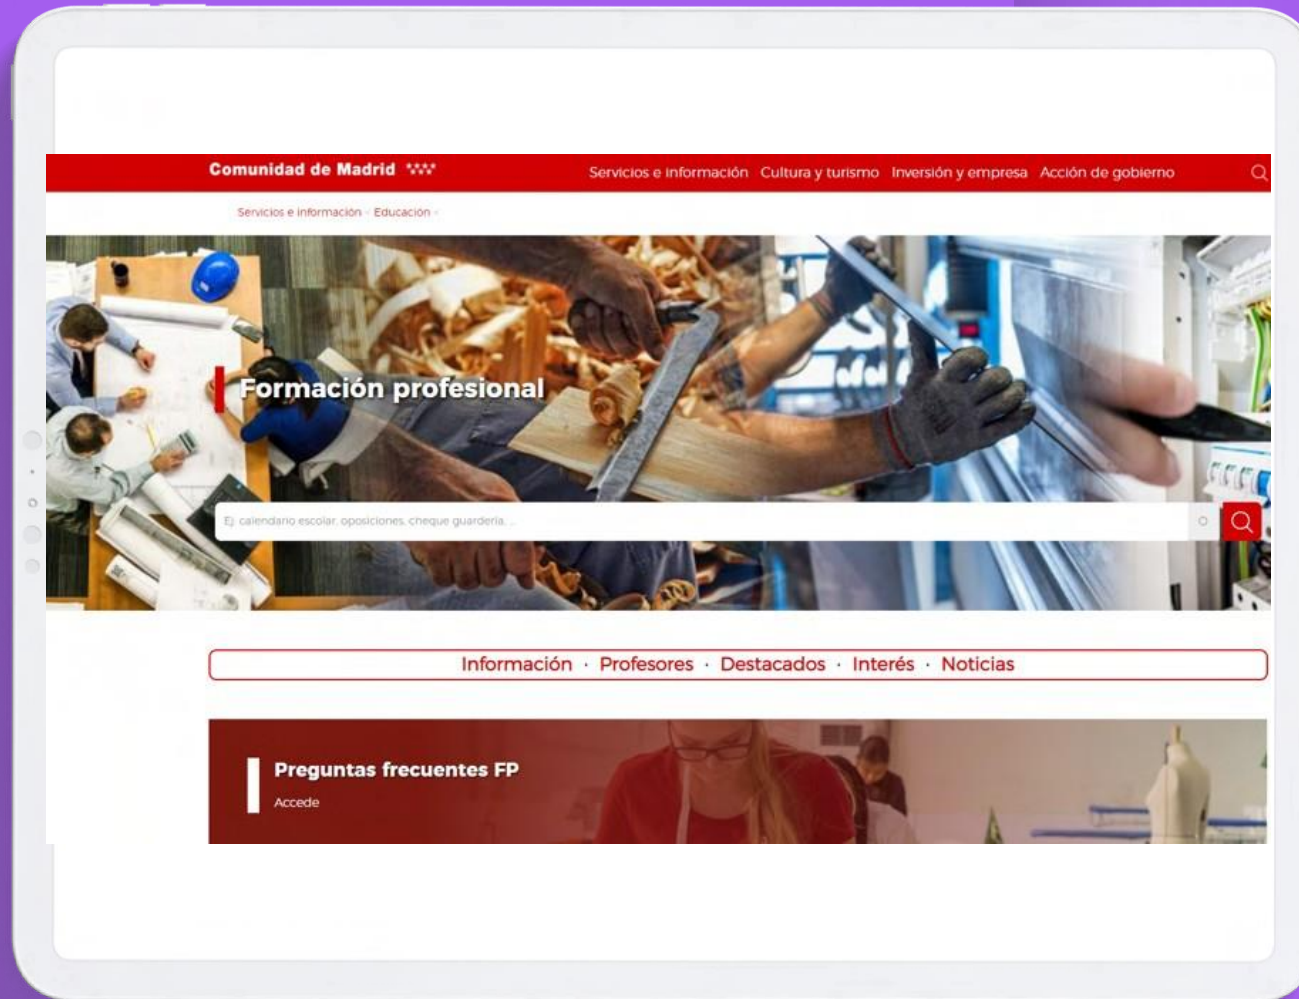 Comunidad de Madrid
Servicios e información Cultura y turismo Inversión y empresa Acción de gobierno
Servicios e información Educación
Formación profesional
Ej: calendario escolar, oposiciones, cheque guardería, ...
Información · Profesores · Destacados · Interés · Noticias
Preguntas frecuentes FP
Accede